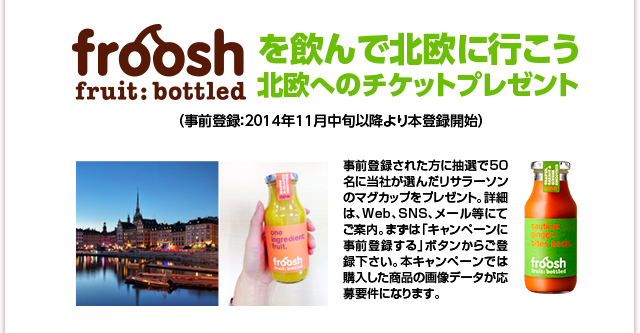 froosh
fruit: bottled
を飲んで北欧に行こう
北欧へのチケットプレゼント
(事前登録:2014年11月中旬以降より本登録開始)
one
ingredient:
fruit.
froosh
fruit: bottled
事前登録された方に抽選で50
名に当社が選んだリサラーソン
のマグカップをプレゼント。詳細
は、Web、SNS、メール等にて
ご案内。まずは「キャンペーンに
事前登録する」ボタンからご登
録下さい。本キャンペーンでは
購入した商品の画像データが応
募要件になります。
caution:
ginger
bites back.
froosh
fruit: bottled